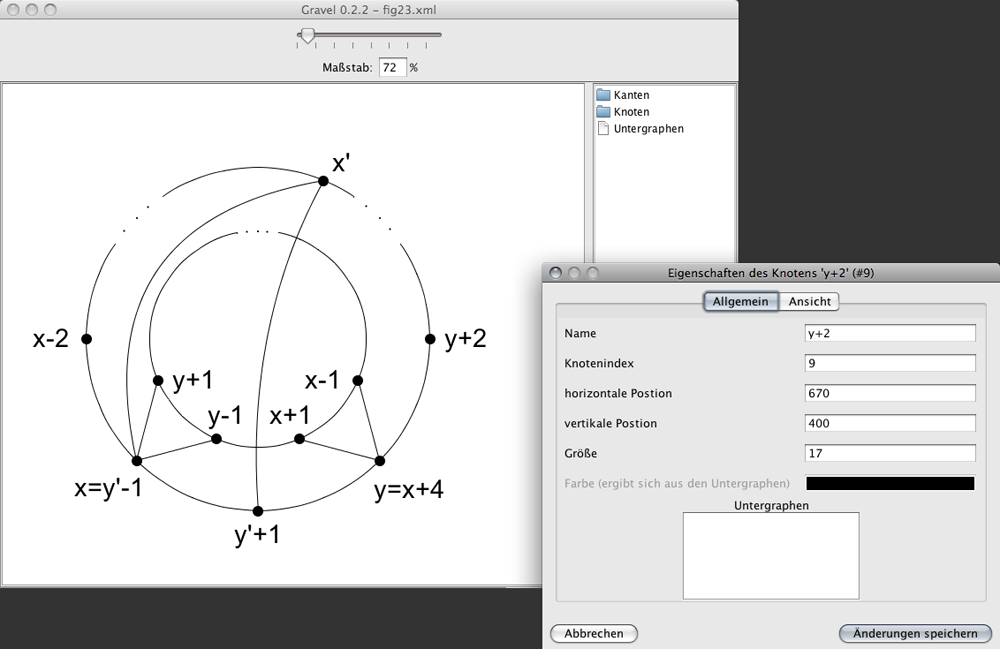 Gravel 0.2.2 – fig23.xml
Maßstab: 72 %
Kanten
Knoten
Untergraphen
x'
x-2
y+2
y+1
x-1
y-1
x+1
x=y'-1
y=x+4
y'+1
Eigenschaften des Knotens 'y+2' (#9)
Allgemein Ansicht
Name y+2
Knotenindex 9
horizontale Postion 670
vertikale Postion 400
Größe 17
Farbe (ergibt sich aus den Untergraphen)
Untergraphen
Abbrechen Änderungen speichern